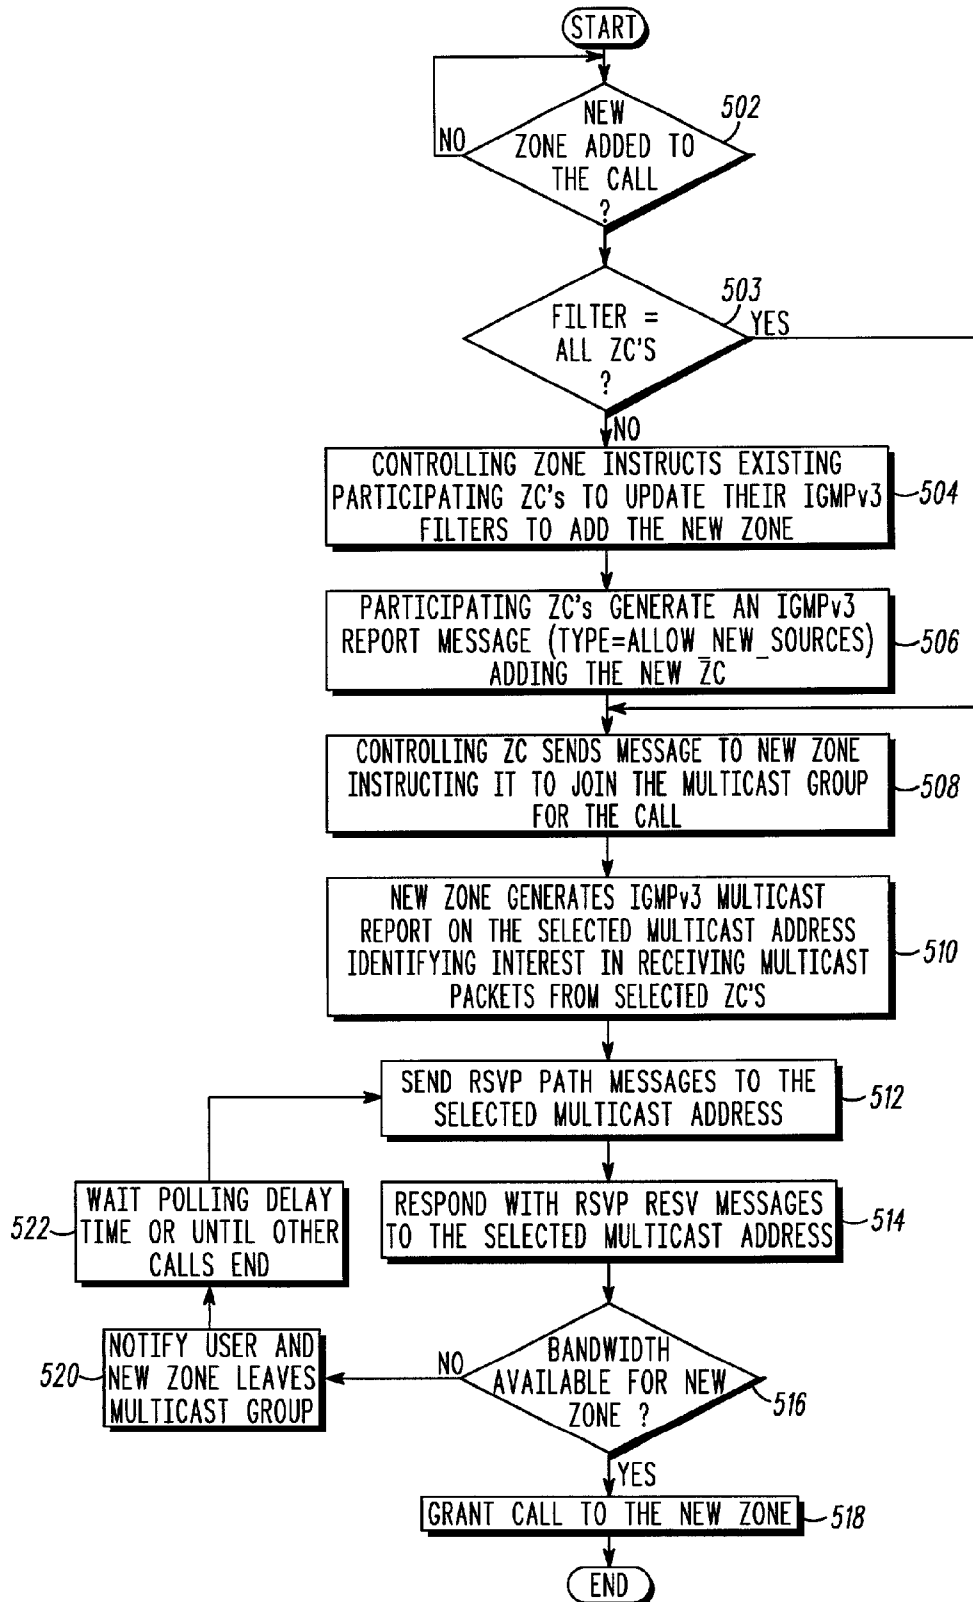 START
NEW
ZONE ADDED TO
THE CALL
?
502
NO
FILTER =
ALL ZC'S
?
503
YES
NO
CONTROLLING ZONE INSTRUCTS EXISTING
PARTICIPATING ZC's TO UPDATE THEIR IGMPv3
FILTERS TO ADD THE NEW ZONE
504
PARTICIPATING ZC's GENERATE AN IGMPv3
REPORT MESSAGE (TYPE=ALLOW_NEW_SOURCES)
ADDING THE NEW ZC
506
CONTROLLING ZC SENDS MESSAGE TO NEW ZONE
INSTRUCTING IT TO JOIN THE MULTICAST GROUP
FOR THE CALL
508
NEW ZONE GENERATES IGMPv3 MULTICAST
REPORT ON THE SELECTED MULTICAST ADDRESS
IDENTIFYING INTEREST IN RECEIVING MULTICAST
PACKETS FROM SELECTED ZC'S
510
SEND RSVP PATH MESSAGES TO THE
SELECTED MULTICAST ADDRESS
512
RESPOND WITH RSVP RESV MESSAGES
TO THE SELECTED MULTICAST ADDRESS
514
WAIT POLLING DELAY
TIME OR UNTIL OTHER
CALLS END
522
BANDWIDTH
AVAILABLE FOR NEW
ZONE ?
516
NO
NOTIFY USER AND
NEW ZONE LEAVES
MULTICAST GROUP
520
YES
GRANT CALL TO THE NEW ZONE
518
END